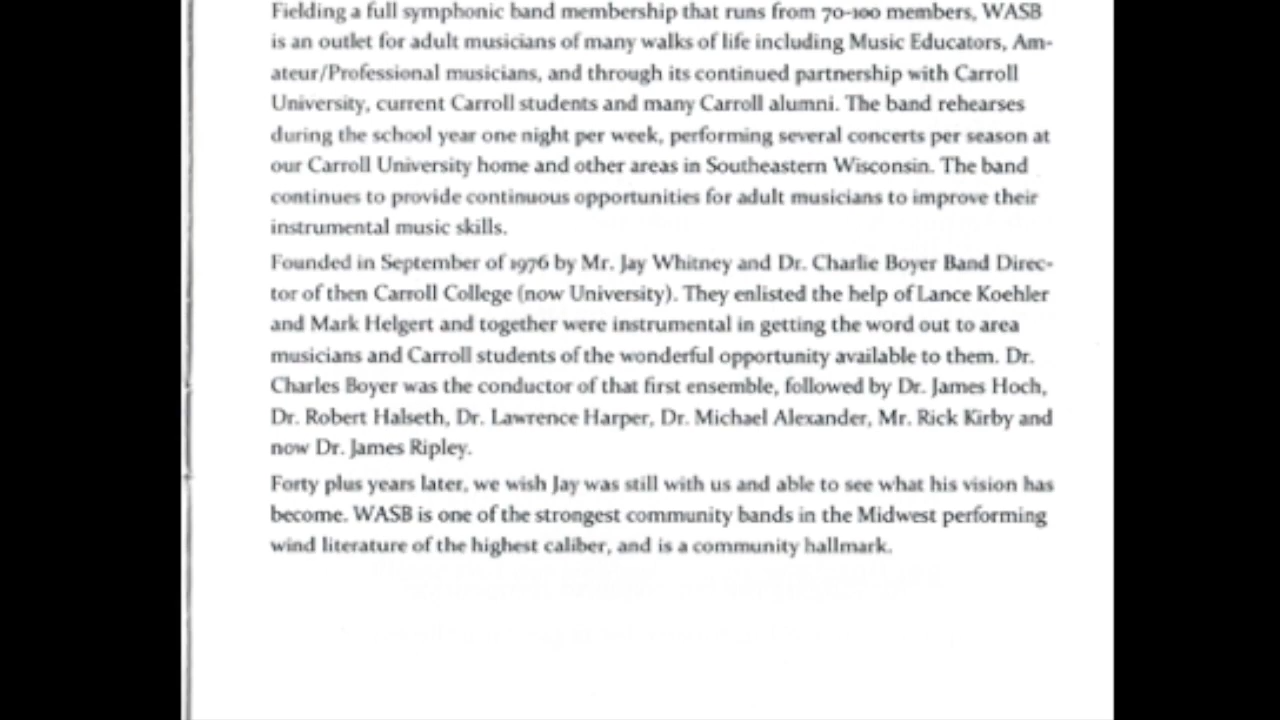 Fielding a full symphonic band membership that runs from 70-100 members, WASB
is an outlet for adult musicians of many walks of life including Music Educators, Am-
ateur/Professional musicians, and through its continued partnership with Carroll
University, current Carroll students and many Carroll alumni. The band rehearses
during the school year one night per week, performing several concerts per season at
our Carroll University home and other areas in Southeastern Wisconsin. The band
continues to provide continuous opportunities for adult musicians to improve their
instrumental music skills.
Founded in September of 1976 by Mr. Jay Whitney and Dr. Charlie Boyer Band Direc-
tor of then Carroll College (now University). They enlisted the help of Lance Koehler
and Mark Helgert and together were instrumental in getting the word out to area
musicians and Carroll students of the wonderful opportunity available to them. Dr.
Charles Boyer was the conductor of that first ensemble, followed by Dr. James Hoch,
Dr. Robert Halseth, Dr. Lawrence Harper, Dr. Michael Alexander, Mr. Rick Kirby and
now Dr. James Ripley.
Forty plus years later, we wish Jay was still with us and able to see what his vision has
become. WASB is one of the strongest community bands in the Midwest performing
wind literature of the highest caliber, and is a community hallmark.